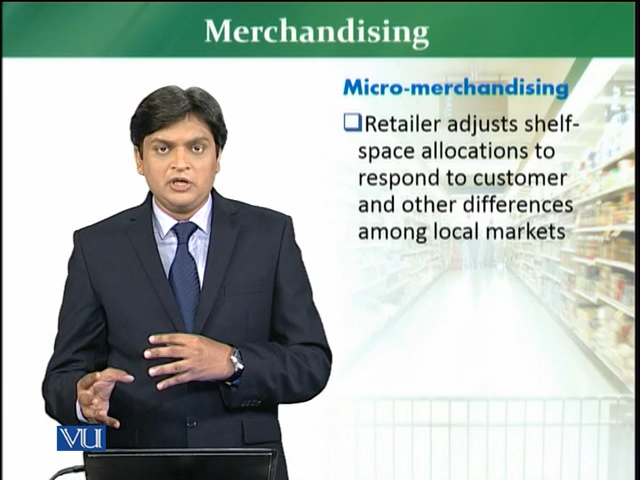 Merchandising
Micro-merchandising
Retailer adjusts shelf-
space allocations to
respond to customer
and other differences
among local markets
VU